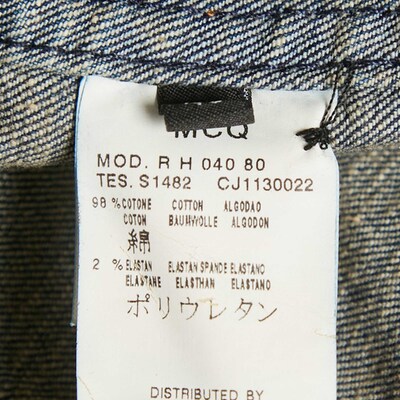 MCQ
MOD. R H 040 80
TES. S1482 CJ1130022
98 % COTONE COTTON ALGODAO
COTON BAUMWOLLE ALGODON
綿
2 % ELASTAN ELASTAN SPANDE ELASTANO
ELASTANE ELASTHAN ELASTANY
ポリウレタン
DISTRIBUTED BY